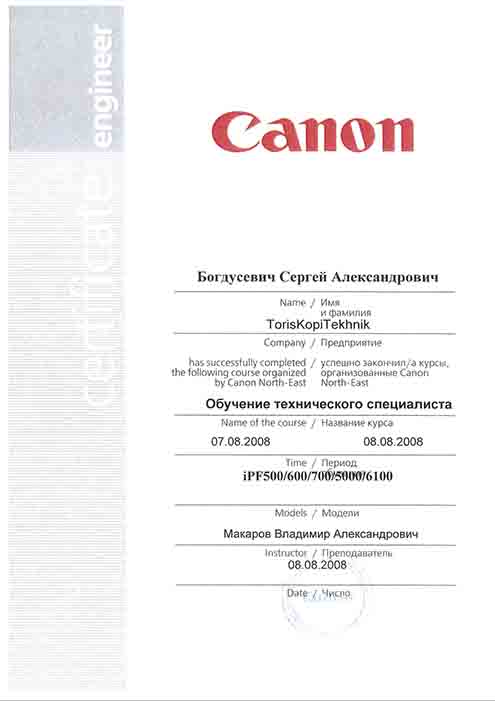 engineer
certificate
Canon
Богдусевич Сергей Александрович
Name / Имя
и фамилия
TorisKopiTekhnik
Company / Предприятие
has successfully completed / успешно закончил/а курсы,
the following course organized организованные Canon
by Canon North-East North-East
Обучение технического специалиста
Name of the course / Название курса
07.08.2008 08.08.2008
Time / Период
iPF500/600/700/5000/6100
Models / Модели
Макаров Владимир Александрович
Instructor / Преподаватель
08.08.2008
Date / Число